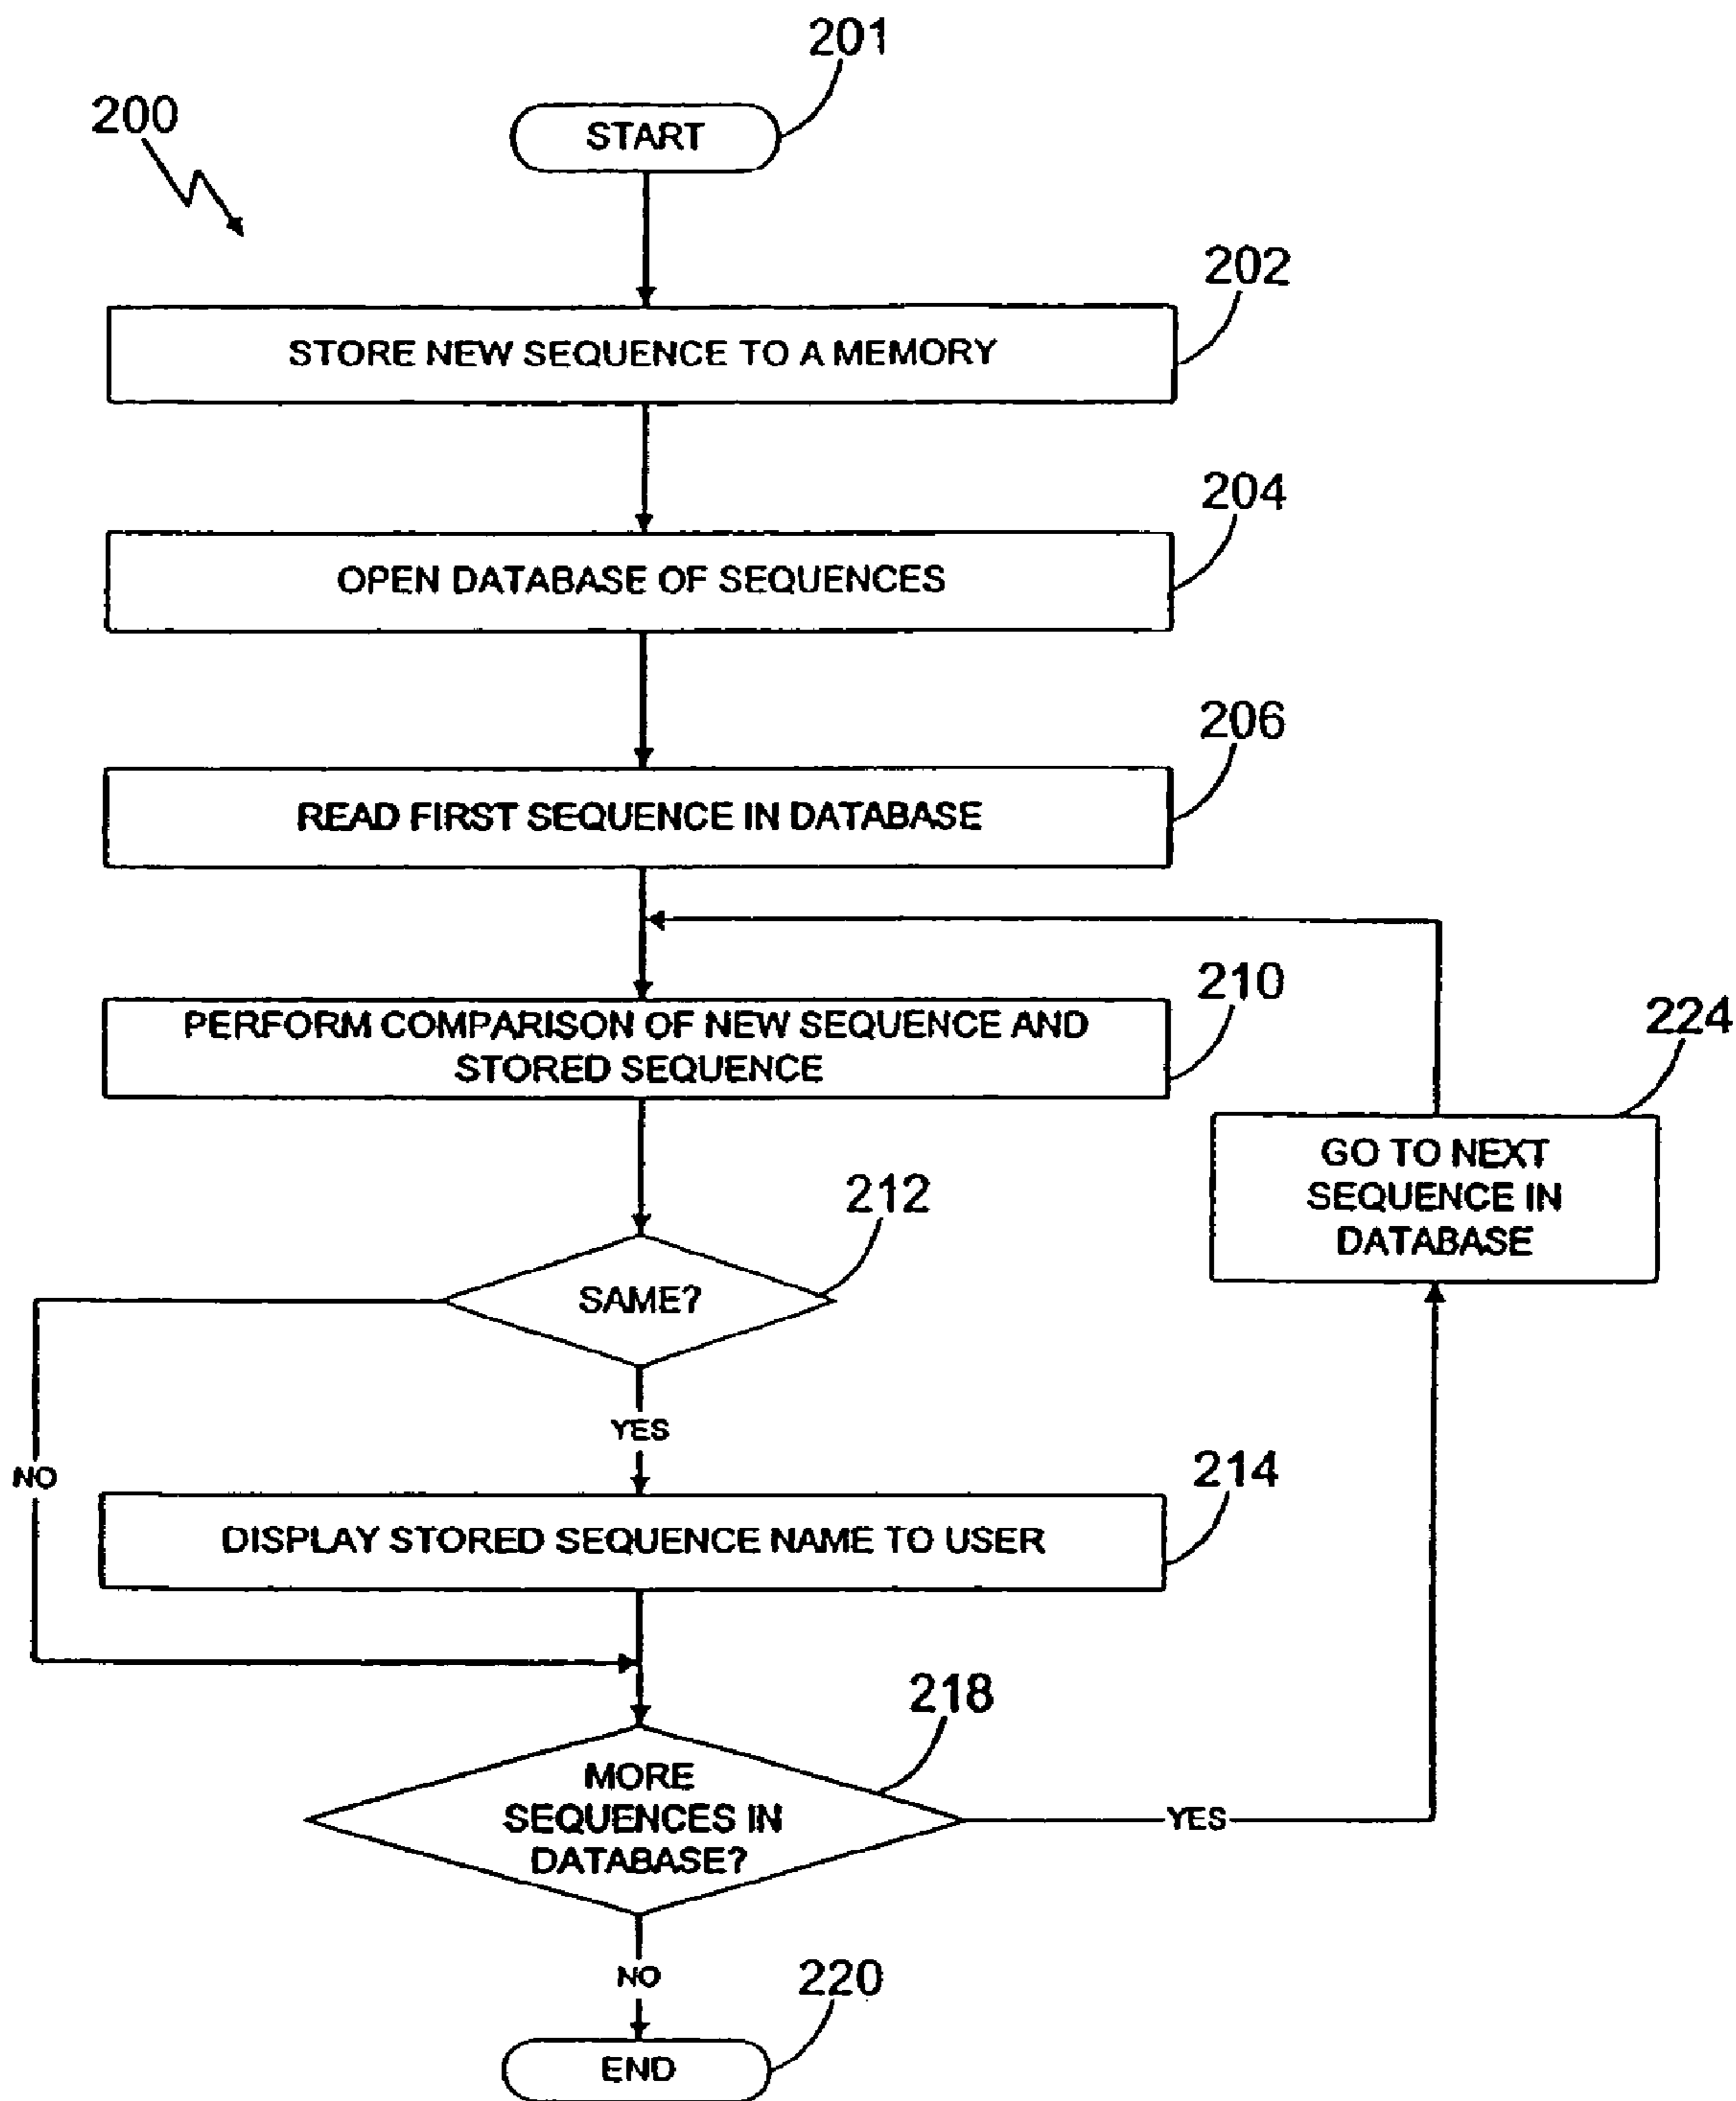 201
200
START
202
STORE NEW SEQUENCE TO A MEMORY
204
OPEN DATABASE OF SEQUENCES
206
READ FIRST SEQUENCE IN DATABASE
210
PERFORM COMPARISON OF NEW SEQUENCE AND
STORED SEQUENCE
224
GO TO NEXT
SEQUENCE IN
DATABASE
212
SAME?
YES
NO
214
DISPLAY STORED SEQUENCE NAME TO USER
218
MORE
SEQUENCES IN
DATABASE?
YES
NO
220
END